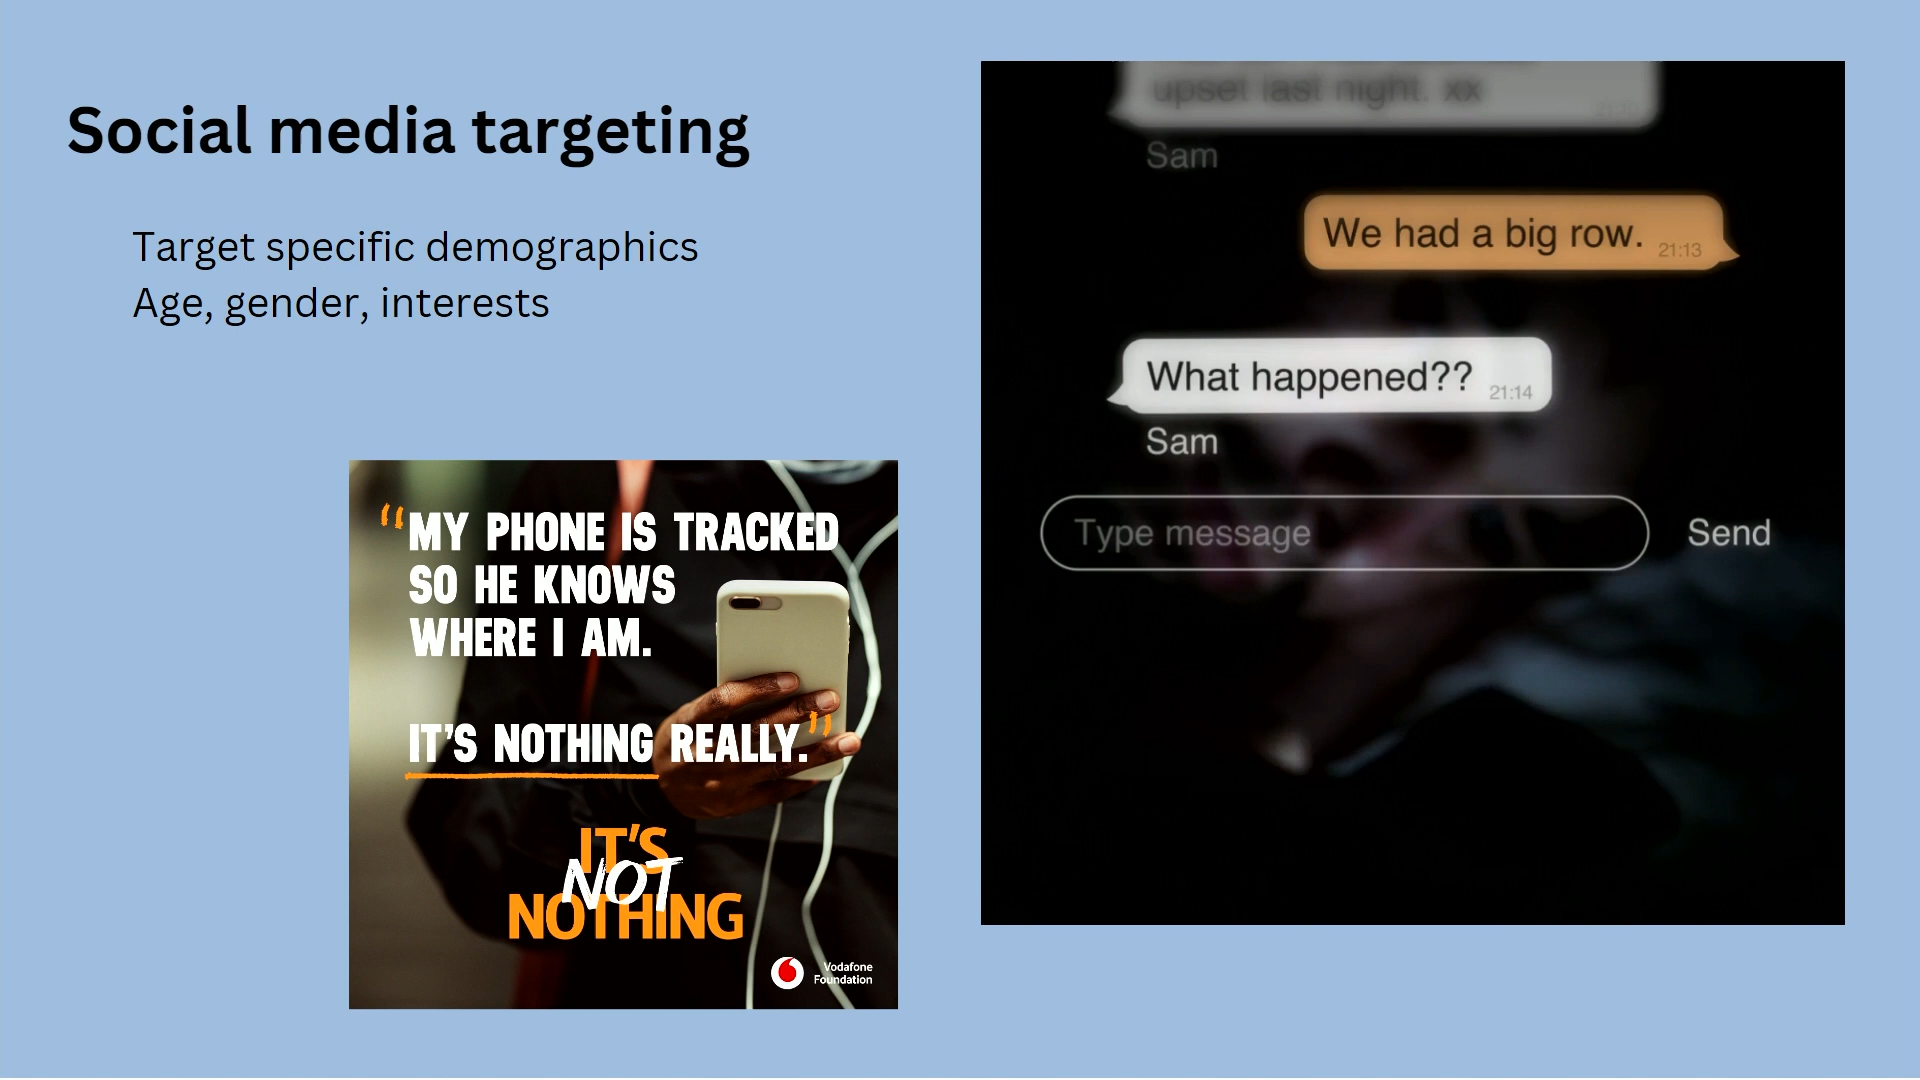 Social media targeting
Target specific demographics
Age, gender, interests
“MY PHONE IS TRACKED
SO HE KNOWS
WHERE I AM.
IT’S NOTHING REALLY.”
IT’S
NOT
NOTHING
Vodafone
Foundation
upset last night. xx
Sam
We had a big row. 21:13
What happened?? 21:14
Sam
Type message
Send